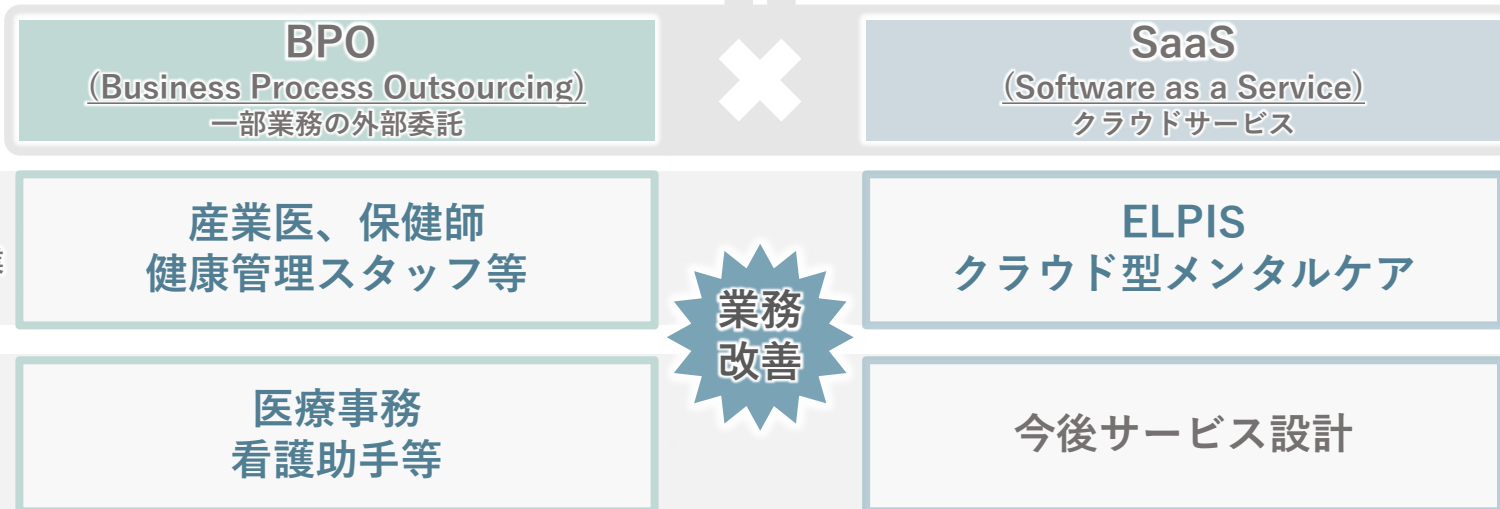 BPO
(Business Process Outsourcing)
一部業務の外部委託
SaaS
(Software as a Service)
クラウドサービス
産業医、保健師
健康管理スタッフ等
業務
改善
ELPIS
クラウド型メンタルケア
医療事務
看護助手等
今後サービス設計